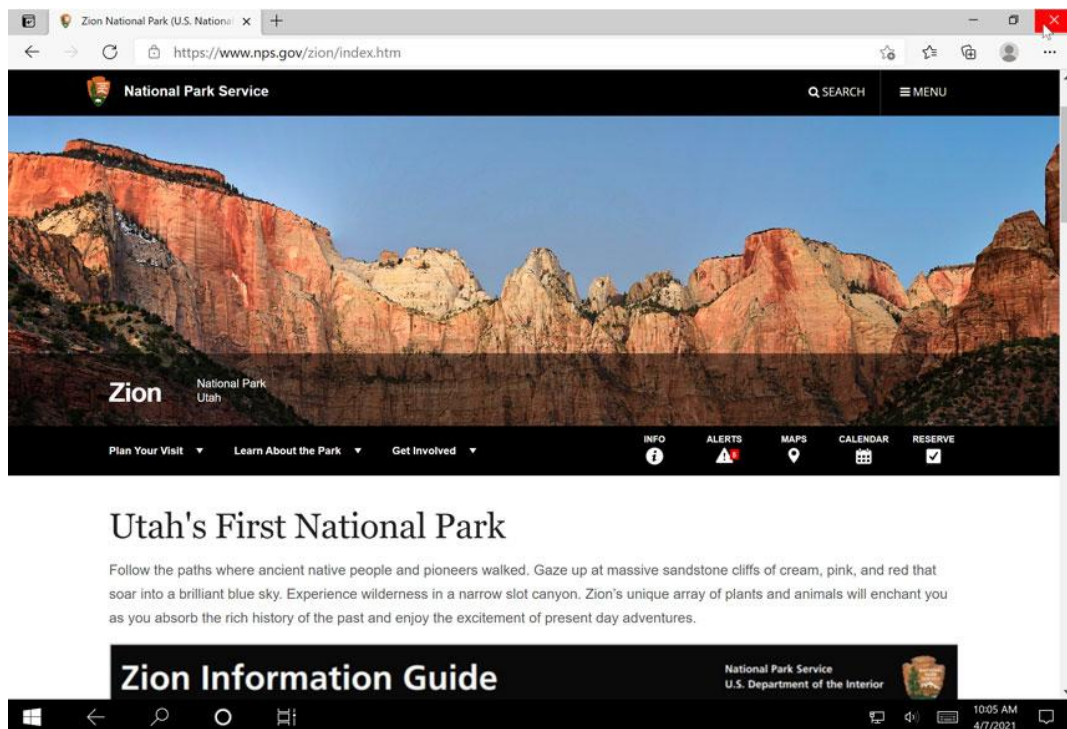 Zion National Park (U.S. National
https://www.nps.gov/zion/index.htm
National Park Service
SEARCH
MENU
Zion
National Park
Utah
Plan Your Visit
Learn About the Park
Get Involved
INFO
ALERTS
MAPS
CALENDAR
RESERVE
Utah's First National Park
Follow the paths where ancient native people and pioneers walked. Gaze up at massive sandstone cliffs of cream, pink, and red that
soar into a brilliant blue sky. Experience wilderness in a narrow slot canyon. Zion's unique array of plants and animals will enchant you
as you absorb the rich history of the past and enjoy the excitement of present day adventures.
Zion Information Guide
National Park Service
U.S. Department of the Interior
10:05 AM
4/7/2021